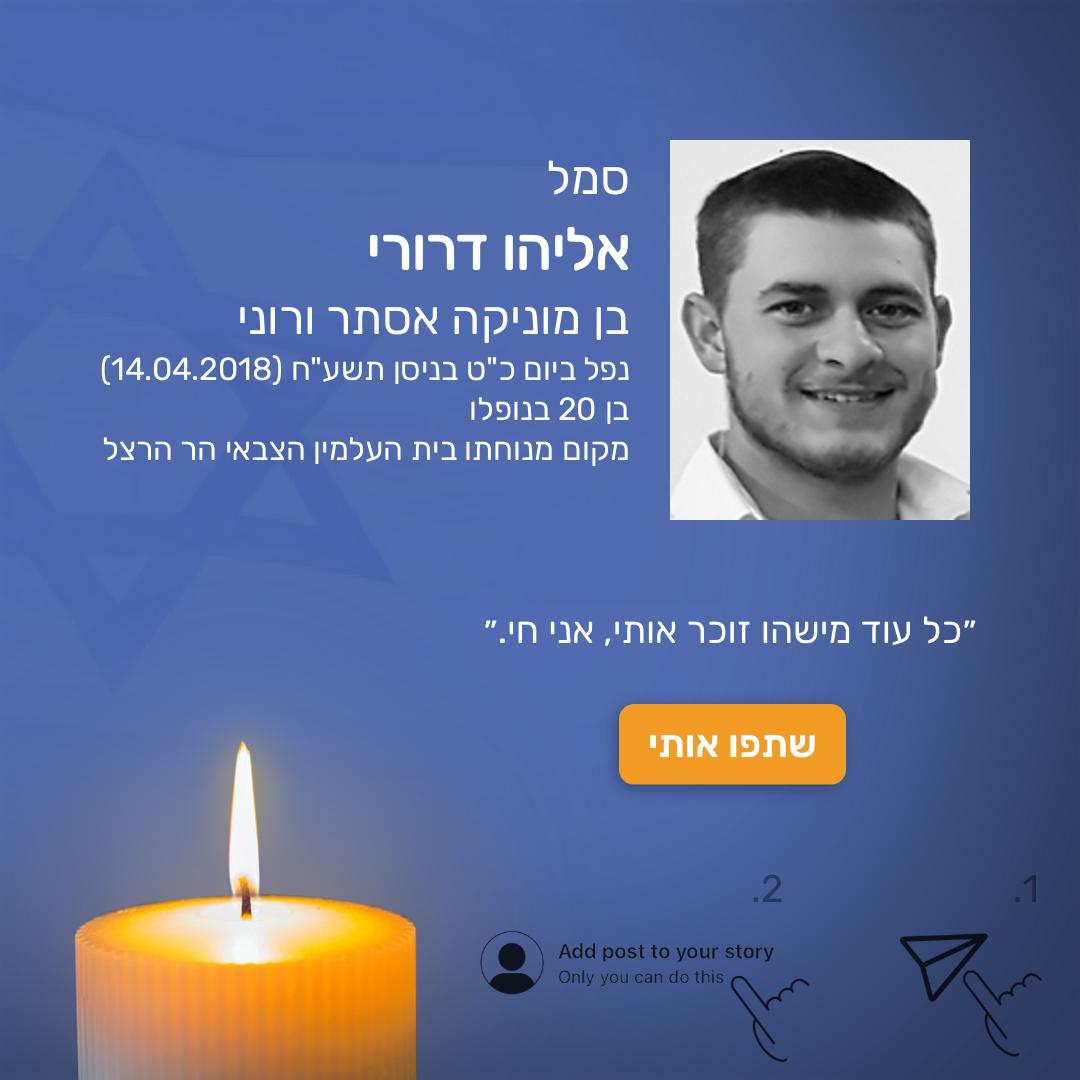 סמל
אליהו דרורי
בן מוניקה אסתר ורוני
נפל ביום כ"ט בניסן תשע"ח (14.04.2018)
בן 20 בנופלו
מקום מנוחתו בית העלמין הצבאי הר הרצל
״כל עוד מישהו זוכר אותי, אני חי.״
שתפו אותי
.1
.2
Add post to your story
Only you can do this